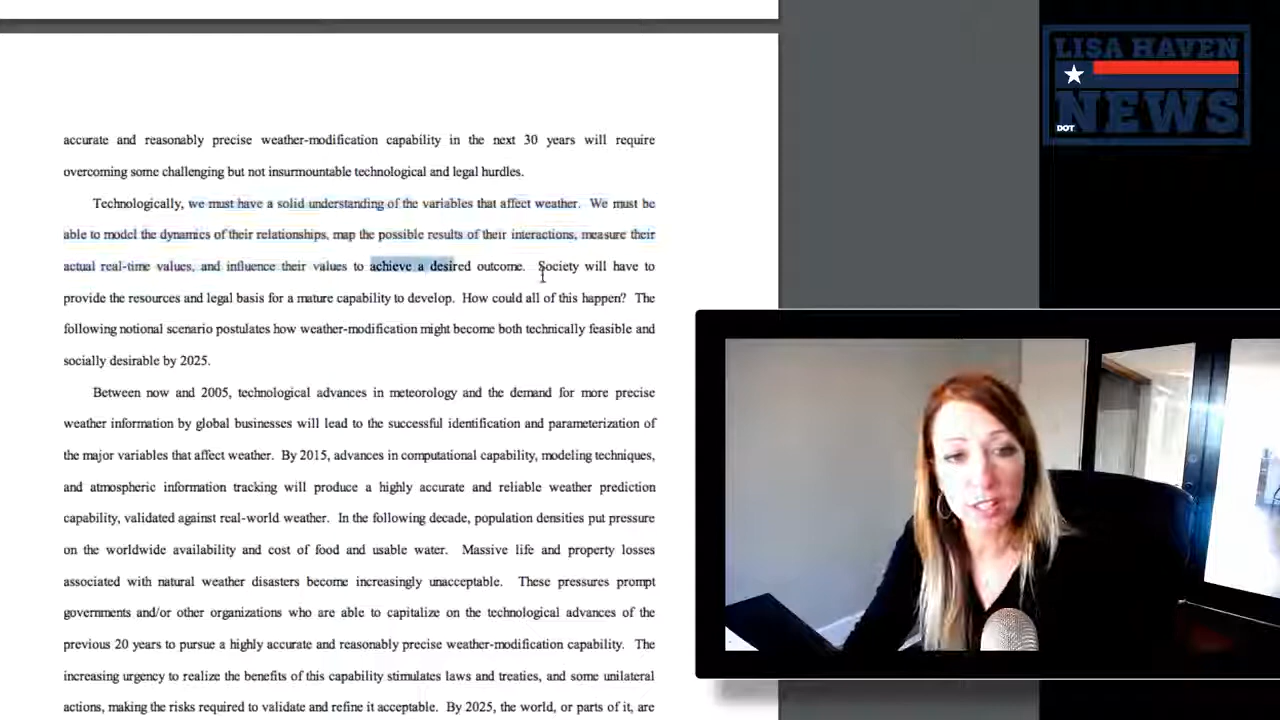 LISA HAVEN
NEWS
DOT
accurate and reasonably precise weather-modification capability in the next 30 years will require
overcoming some challenging but not insurmountable technological and legal hurdles.
Technologically, we must have a solid understanding of the variables that affect weather. We must be
able to model the dynamics of their relationships, map the possible results of their interactions, measure their
actual real-time values, and influence their values to achieve a desired outcome. Society will have to
provide the resources and legal basis for a mature capability to develop. How could all of this happen? The
following notional scenario postulates how weather-modification might become both technically feasible and
socially desirable by 2025.
Between now and 2005, technological advances in meteorology and the demand for more precise
weather information by global businesses will lead to the successful identification and parameterization of
the major variables that affect weather. By 2015, advances in computational capability, modeling techniques,
and atmospheric information tracking will produce a highly accurate and reliable weather prediction
capability, validated against real-world weather. In the following decade, population densities put pressure
on the worldwide availability and cost of food and usable water. Massive life and property losses
associated with natural weather disasters become increasingly unacceptable. These pressures prompt
governments and/or other organizations who are able to capitalize on the technological advances of the
previous 20 years to pursue a highly accurate and reasonably precise weather-modification capability. The
increasing urgency to realize the benefits of this capability stimulates laws and treaties, and some unilateral
actions, making the risks required to validate and refine it acceptable. By 2025, the world, or parts of it, are